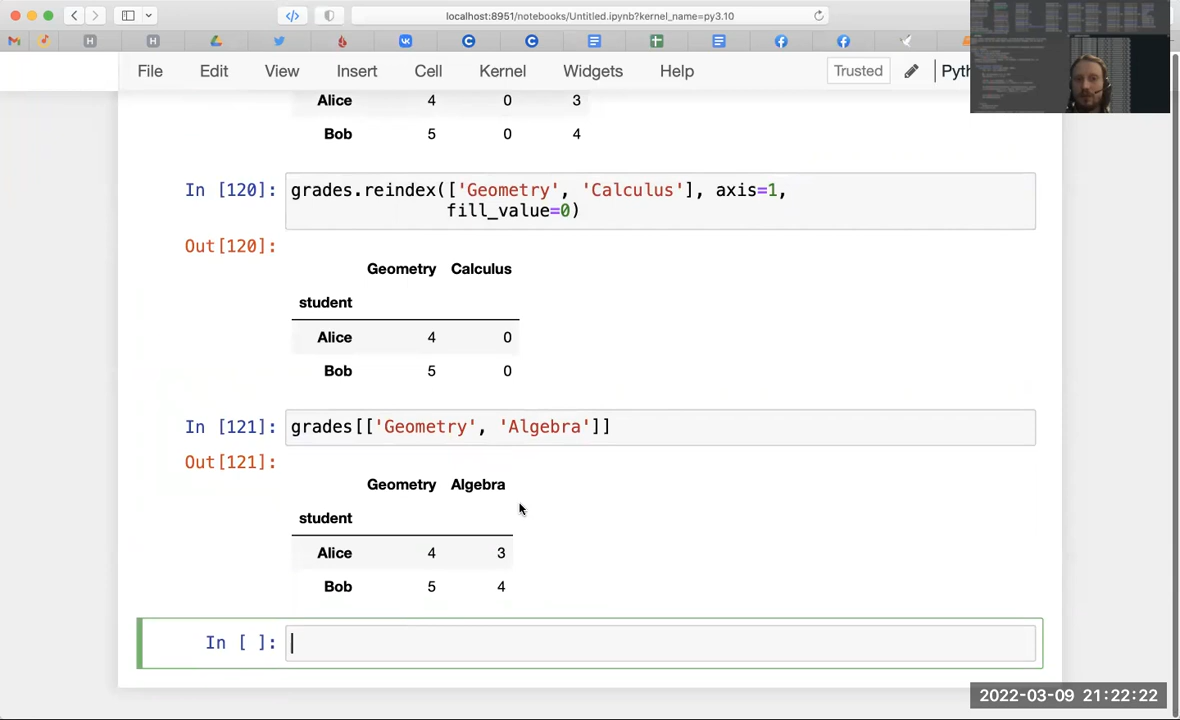 localhost:8951/notebooks/Untitled.ipynb?kernel_name=py3.10
File Edit View Insert Cell Kernel Widgets Help Trusted Pyth
Alice 4 0 3
Bob 5 0 4
In [120]: grades.reindex(['Geometry', 'Calculus'], axis=1,
fill_value=0)
Out[120]:
Geometry Calculus
student
Alice 4 0
Bob 5 0
In [121]: grades[['Geometry', 'Algebra']]
Out[121]:
Geometry Algebra
student
Alice 4 3
Bob 5 4
In [ ]:
2022-03-09 21:22:22